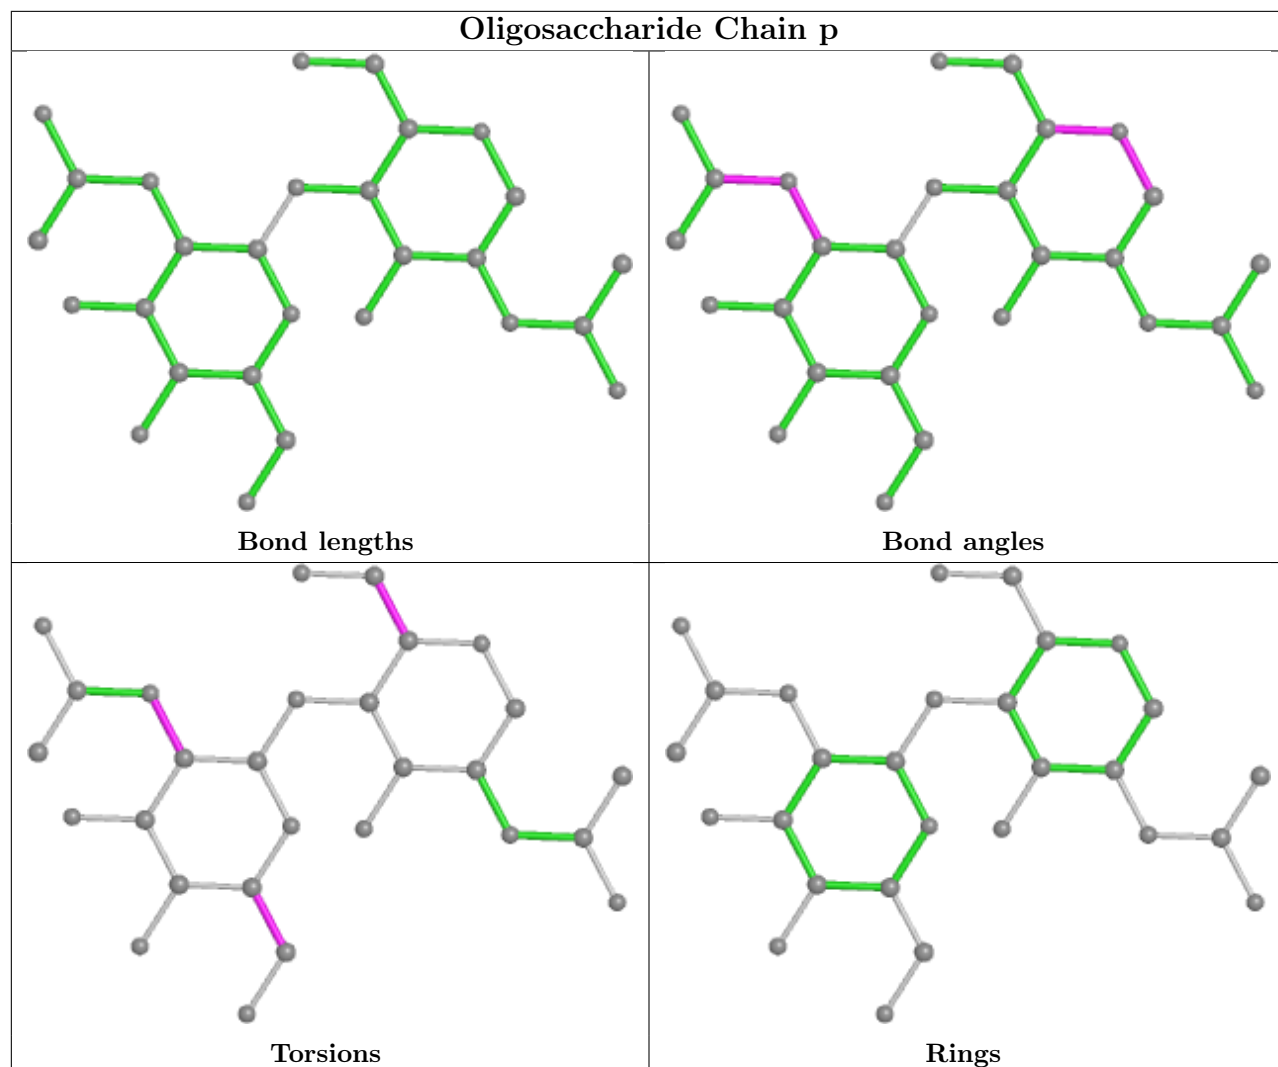 Oligosaccharide Chain p
Bond lengths
Bond angles
Torsions
Rings